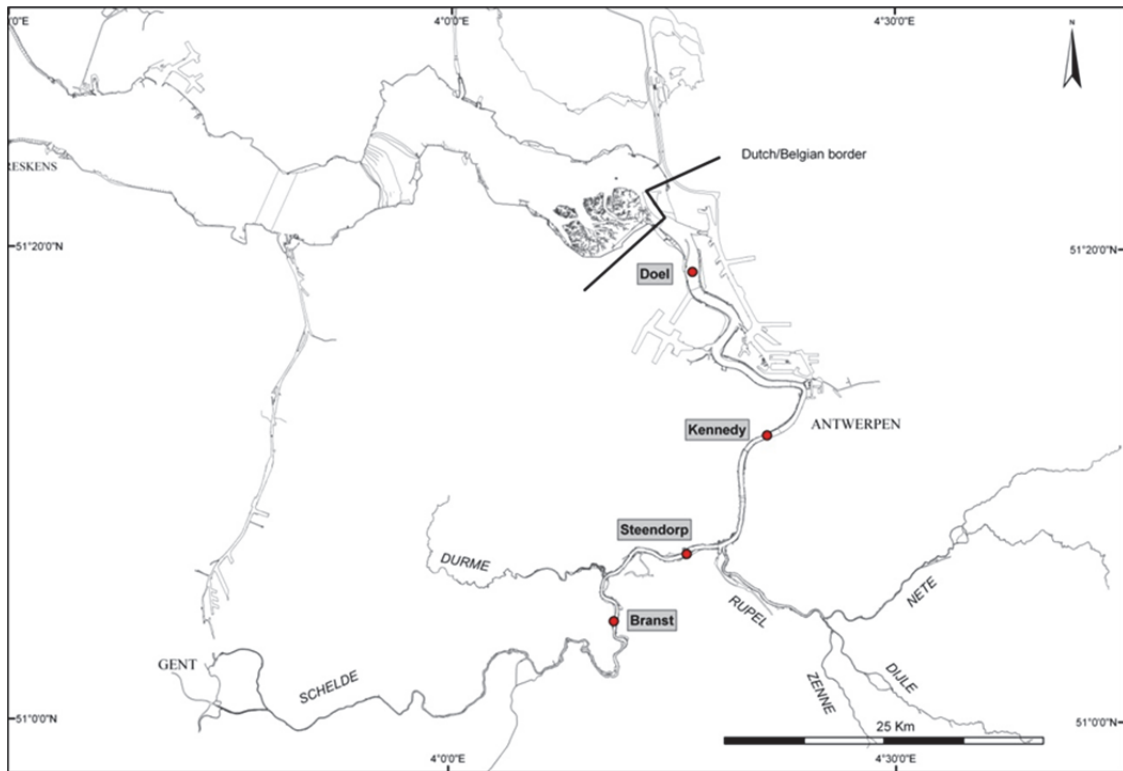 0'E
4°0'0"E
4°30'0"E
N
Dutch/Belgian border
RESKENS
51°20'0"N
51°20'0"N
Doel
Kennedy
ANTWERPEN
Steendorp
DURME
NETE
RUPEL
Branst
GENT
SCHELDE
ZENNE
DIJLE
51°0'0"N
51°0'0"N
25 Km
4°0'0"E
4°30'0"E